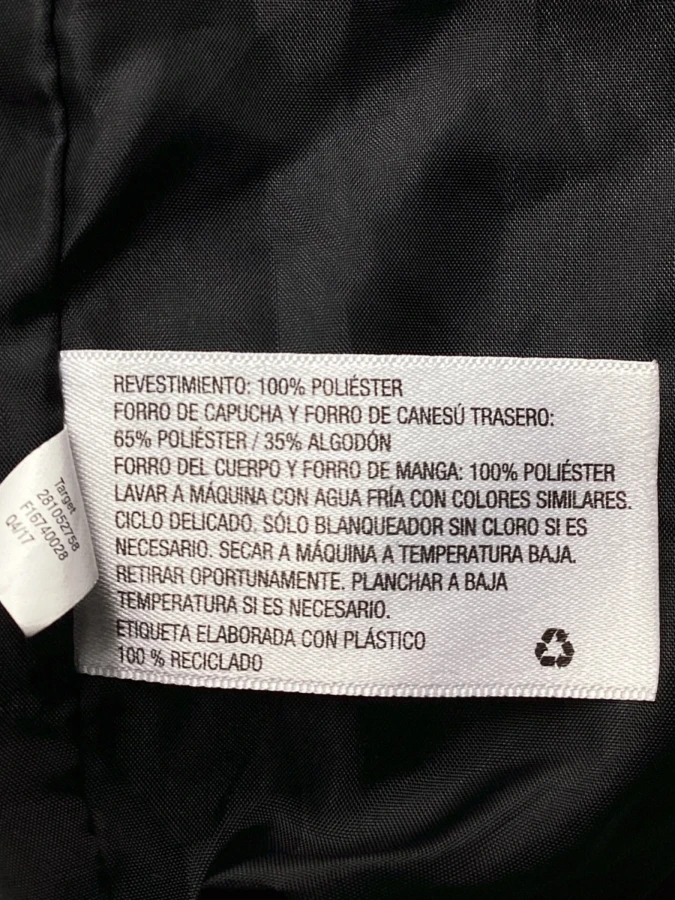 REVESTIMIENTO: 100% POLIÉSTER
FORRO DE CAPUCHA Y FORRO DE CANESÚ TRASERO:
65% POLIÉSTER / 35% ALGODÓN
FORRO DEL CUERPO Y FORRO DE MANGA: 100% POLIÉSTER
LAVAR A MÁQUINA CON AGUA FRÍA CON COLORES SIMILARES.
CICLO DELICADO. SÓLO BLANQUEADOR SIN CLORO SI ES
NECESARIO. SECAR A MÁQUINA A TEMPERATURA BAJA.
RETIRAR OPORTUNAMENTE. PLANCHAR A BAJA
TEMPERATURA SI ES NECESARIO.
ETIQUETA ELABORADA CON PLÁSTICO
100 % RECICLADO
Target
281052758
F16740028
04/17